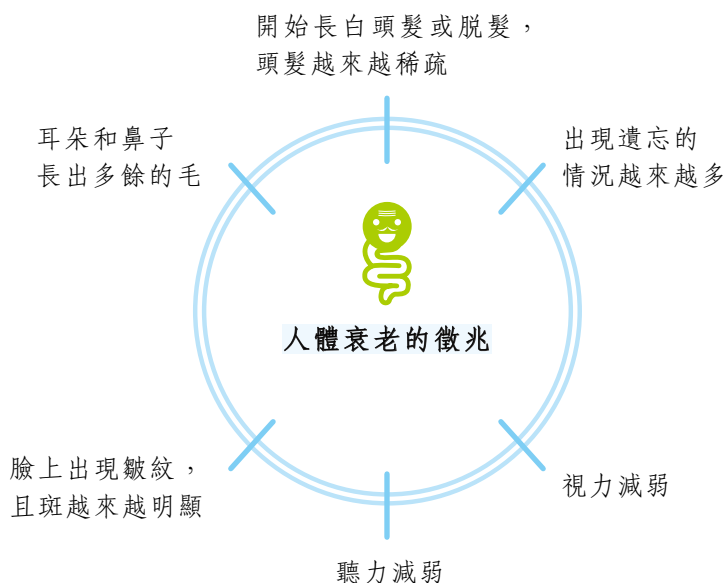 開始長白頭髮或脱髮，
頭髮越來越稀疏
耳朵和鼻子
長出多餘的毛
出現遺忘的
情況越來越多
人體衰老的徵兆
臉上出現皺紋，
且斑越來越明顯
視力減弱
聽力減弱